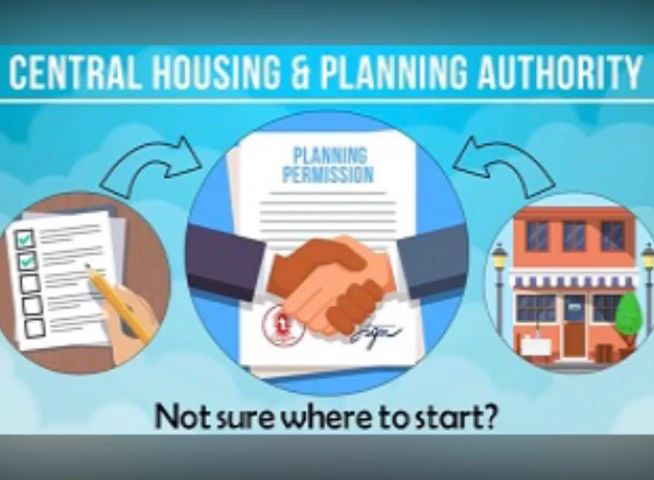 CENTRAL HOUSING & PLANNING AUTHORITY
PLANNING
PERMISSION
Not sure where to start?